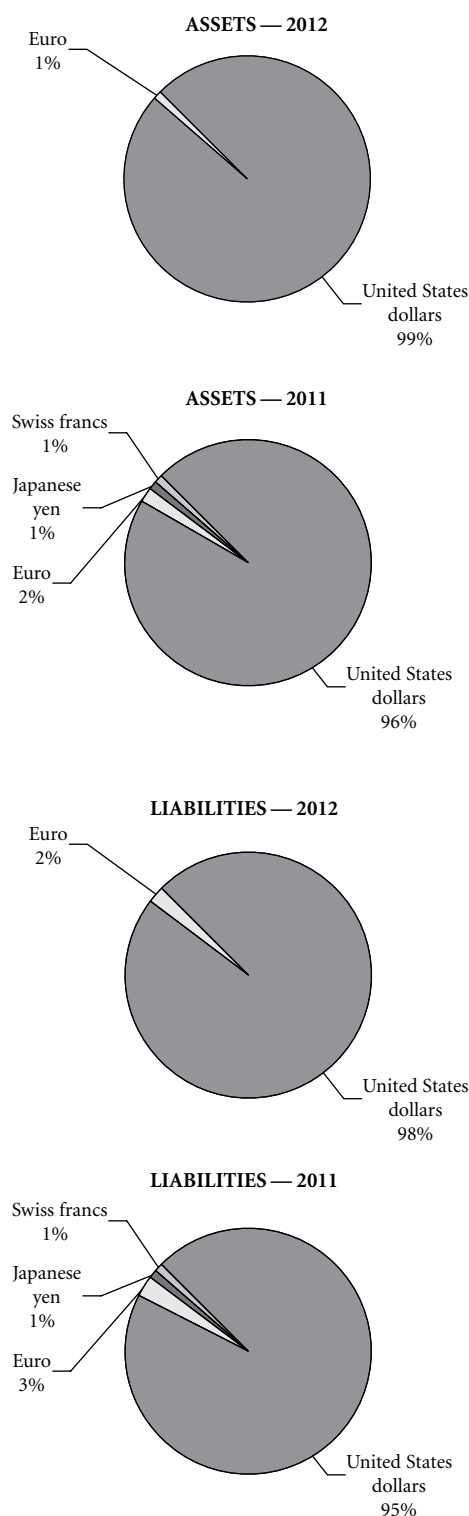 ASSETS — 2012
Euro
1%
United States
dollars
99%
ASSETS — 2011
Swiss francs
1%
Japanese
yen
1%
Euro
2%
United States
dollars
96%
LIABILITIES — 2012
Euro
2%
United States
dollars
98%
LIABILITIES — 2011
Swiss francs
1%
Japanese
yen
1%
Euro
3%
United States
dollars
95%